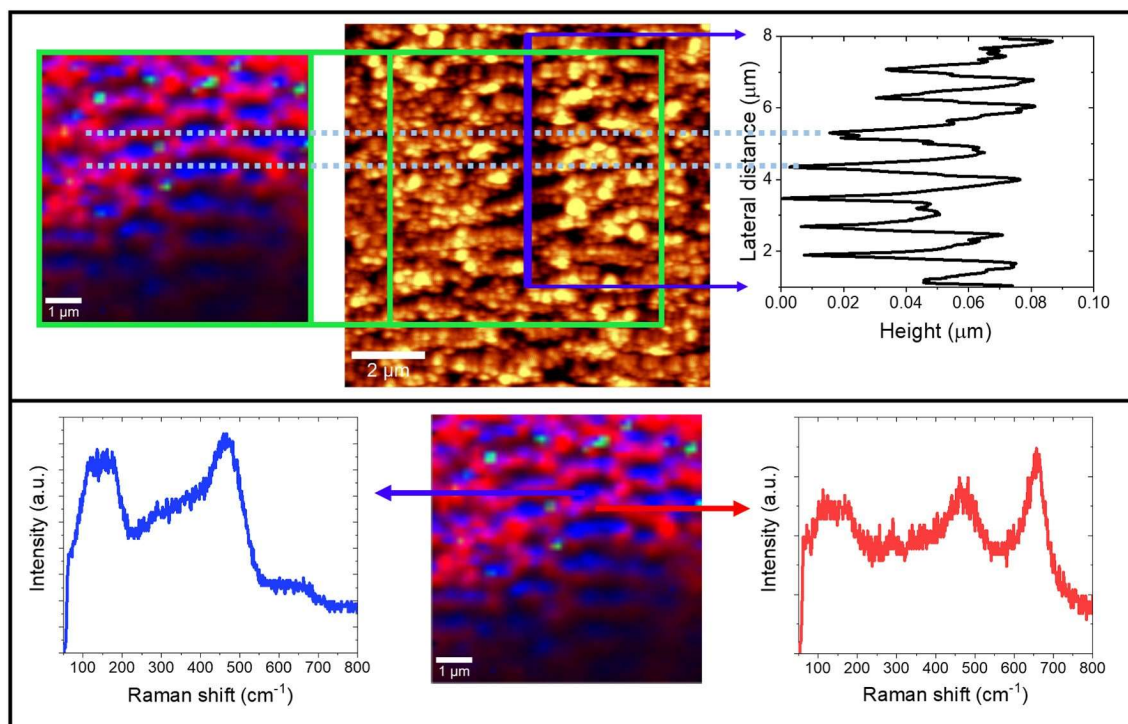 1 µm
2 µm
8
6
4
2
Lateral distance (µm)
0.00 0.02 0.04 0.06 0.08 0.10
Height (µm)
Intensity (a.u.)
100 200 300 400 500 600 700 800
Raman shift (cm⁻¹)
1 µm
Intensity (a.u.)
100 200 300 400 500 600 700 800
Raman shift (cm⁻¹)